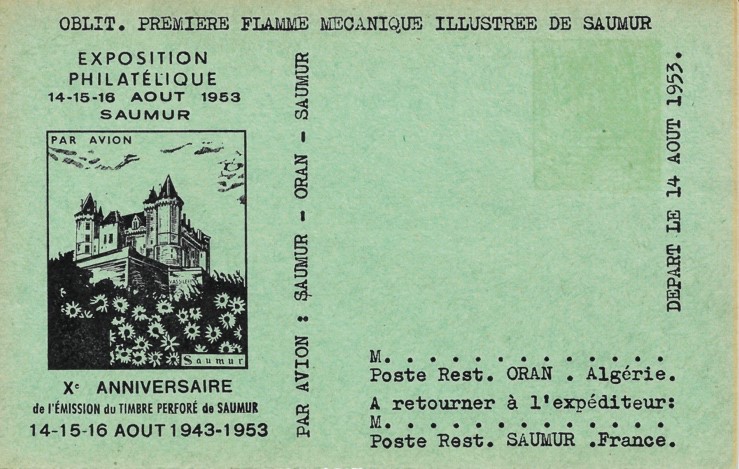 OBLIT. PREMIERE FLAMME MECANIQUE ILLUSTREE DE SAUMUR
EXPOSITION
PHILATÉLIQUE
14-15-16 AOUT 1953
SAUMUR
PAR AVION
Saumur
Xe ANNIVERSAIRE
de l'ÉMISSION du TIMBRE PERFORÉ de SAUMUR
14-15-16 AOUT 1943-1953
PAR AVION : SAUMUR - ORAN - SAUMUR
DEPART LE 14 AOUT 1953.
M. . . . . . . . . . . . . .
Poste Rest. ORAN . Algérie.
A retourner à l'expéditeur:
M. . . . . . . . . . . . . .
Poste Rest. SAUMUR .France.